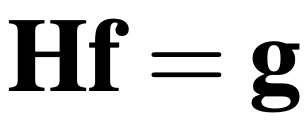 Hf = g